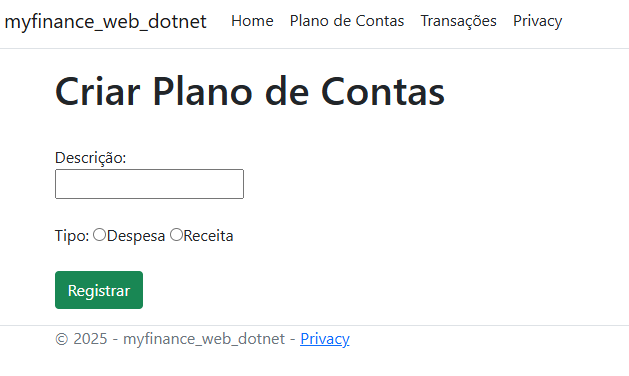 myfinance_web_dotnet Home Plano de Contas Transações Privacy
Criar Plano de Contas
Descrição:
Tipo: Despesa Receita
Registrar
© 2025 - myfinance_web_dotnet - Privacy